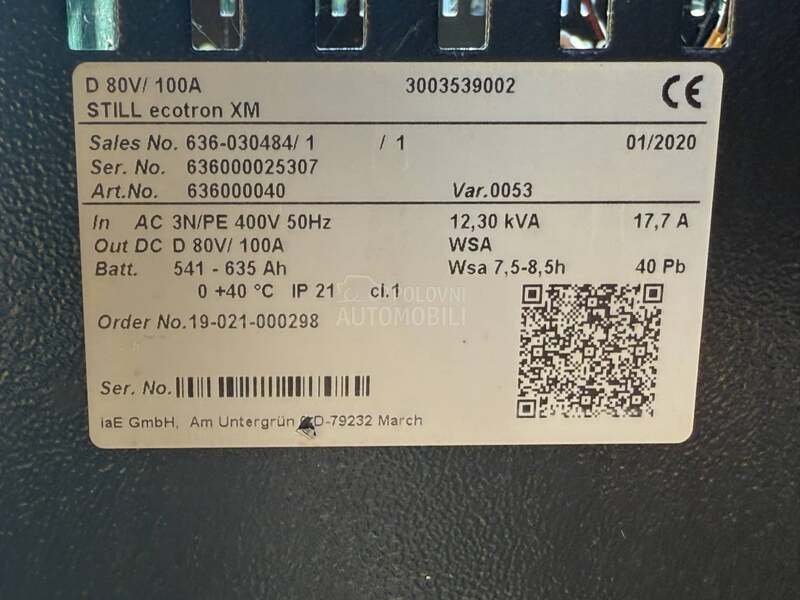 D 80V/ 100A 3003539002 CE
STILL ecotron XM
Sales No. 636-030484/ 1 / 1 01/2020
Ser. No. 636000025307
Art.No. 636000040 Var.0053
In AC 3N/PE 400V 50Hz 12,30 kVA 17,7 A
Out DC D 80V/ 100A WSA
Batt. 541 - 635 Ah Wsa 7,5-8,5h 40 Pb
0 +40 °C IP 21 cl.1
POLOVNI
AUTOMOBILI
Order No.19-021-000298
Ser. No.
iaE GmbH, Am Untergrün D-79232 March